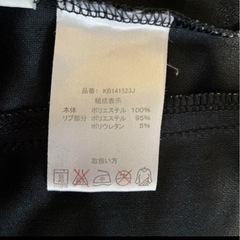 品番: KB141523J
組成表示
本体 ポリエステル 100%
リブ部分 ポリエステル 95%
ポリウレタン 5%
取扱い方